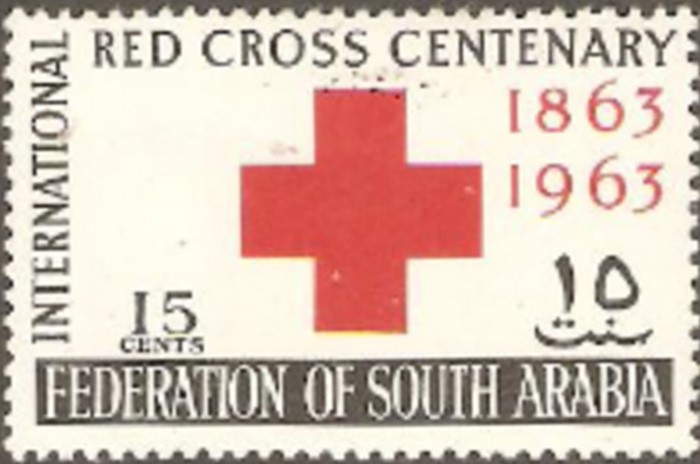 INTERNATIONAL
RED CROSS CENTENARY
1863
1963
15
CENTS
١٥
سنت
FEDERATION OF SOUTH ARABIA